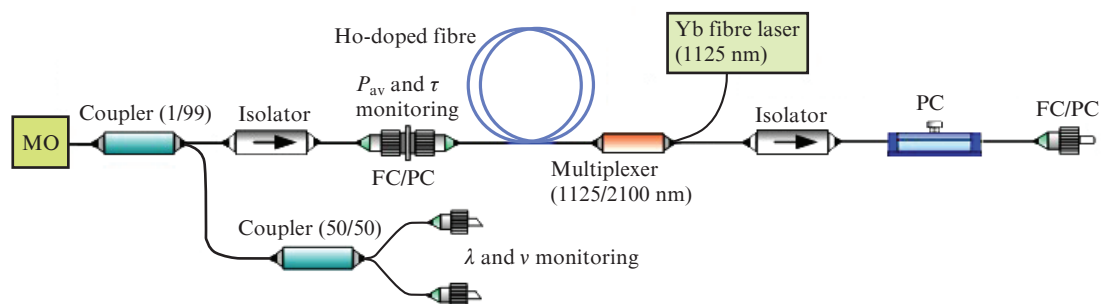 Ho-doped fibre
Yb fibre laser
(1125 nm)
P_av and τ
monitoring
Coupler (1/99)
Isolator
Isolator
PC
FC/PC
MO
FC/PC
Multiplexer
(1125/2100 nm)
Coupler (50/50)
λ and ν monitoring